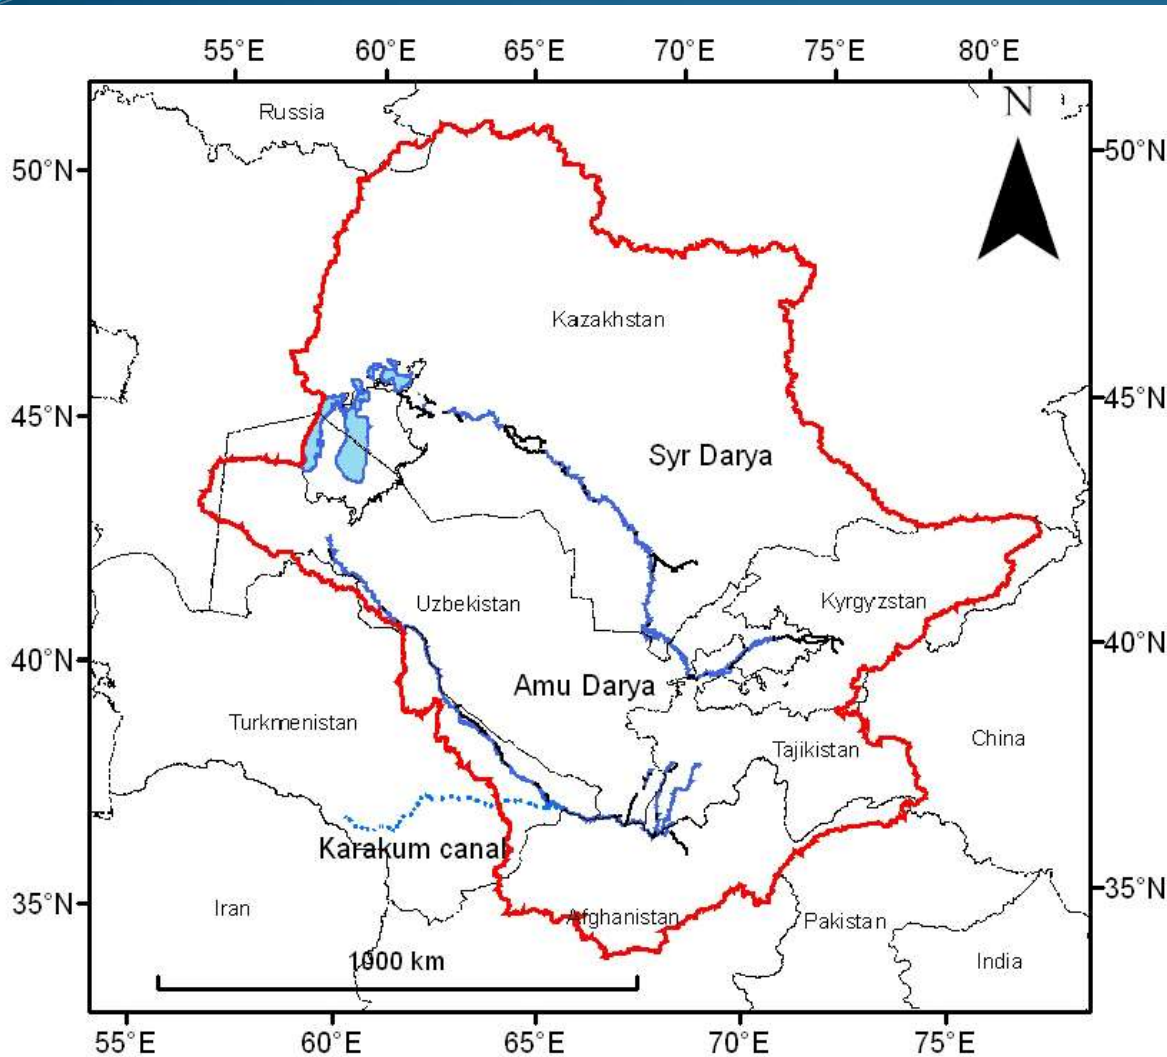 55°E 60°E 65°E 70°E 75°E 80°E
N
Russia
50°N 50°N
Kazakhstan
45°N 45°N
Syr Darya
Uzbekistan Kyrgyzstan
40°N 40°N
Amu Darya
Turkmenistan Tajikistan China
Karakum canal
35°N 35°N
Iran Afghanistan Pakistan
1000 km India
55°E 60°E 65°E 70°E 75°E